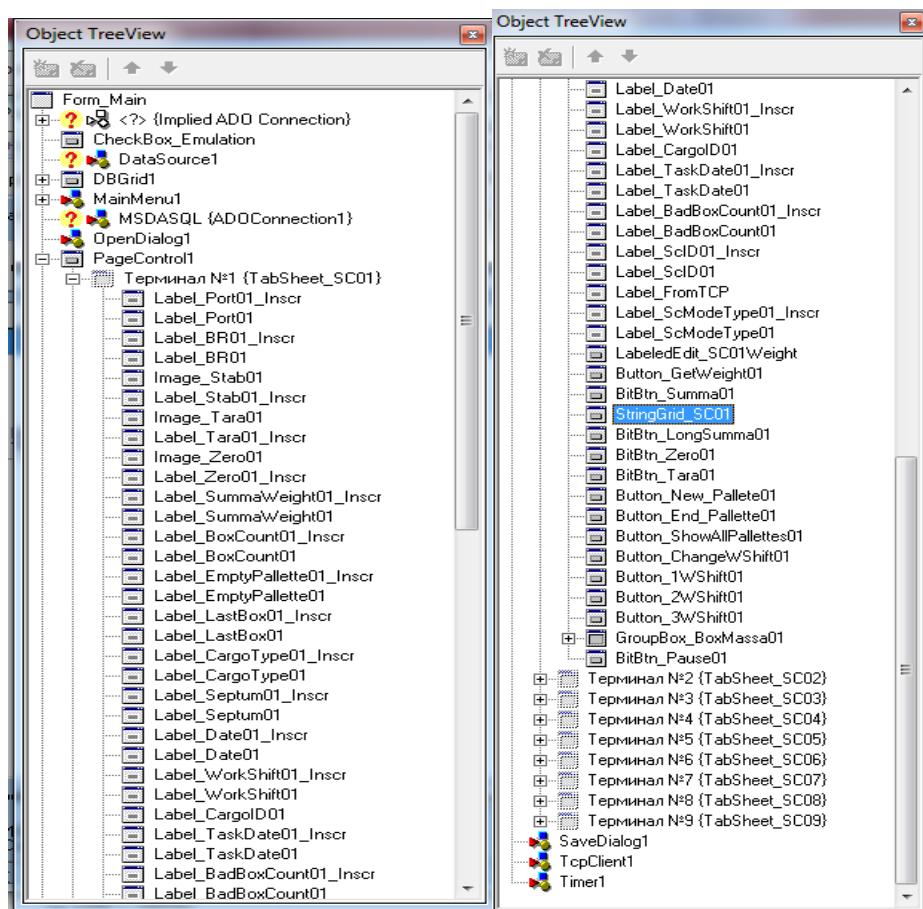 Object TreeView
Form_Main
<?> {Implied ADO Connection}
CheckBox_Emulation
DataSource1
DBGrid1
MainMenu1
MSDASQL {ADOConnection1}
OpenDialog1
PageControl1
Терминал №1 {TabSheet_SC01}
Label_Port01_Inscr
Label_Port01
Label_BR01_Inscr
Label_BR01
Image_Stab01
Label_Stab01_Inscr
Image_Tara01
Label_Tara01_Inscr
Image_Zero01
Label_Zero01_Inscr
Label_SummaWeight01_Inscr
Label_SummaWeight01
Label_BoxCount01_Inscr
Label_BoxCount01
Label_EmptyPallette01_Inscr
Label_EmptyPallette01
Label_LastBox01_Inscr
Label_LastBox01
Label_CargoType01_Inscr
Label_CargoType01
Label_Septum01_Inscr
Label_Septum01
Label_Date01_Inscr
Label_Date01
Label_WorkShift01_Inscr
Label_WorkShift01
Label_CargoID01
Label_TaskDate01_Inscr
Label_TaskDate01
Label_BadBoxCount01_Inscr
Label_BadBoxCount01
Object TreeView
Label_Date01
Label_WorkShift01_Inscr
Label_WorkShift01
Label_CargoID01
Label_TaskDate01_Inscr
Label_TaskDate01
Label_BadBoxCount01_Inscr
Label_BadBoxCount01
Label_ScID01_Inscr
Label_ScID01
Label_FromTCP
Label_ScModeType01_Inscr
Label_ScModeType01
LabeledEdit_SC01Weight
Button_GetWeight01
BitBtn_Summa01
StringGrid_SC01
BitBtn_LongSumma01
BitBtn_Zero01
BitBtn_Tara01
Button_New_Pallete01
Button_End_Pallette01
Button_ShowAllPallettes01
Button_ChangeWShift01
Button_1WShift01
Button_2WShift01
Button_3WShift01
GroupBox_BoxMassa01
BitBtn_Pause01
Терминал №2 {TabSheet_SC02}
Терминал №3 {TabSheet_SC03}
Терминал №4 {TabSheet_SC04}
Терминал №5 {TabSheet_SC05}
Терминал №6 {TabSheet_SC06}
Терминал №7 {TabSheet_SC07}
Терминал №8 {TabSheet_SC08}
Терминал №9 {TabSheet_SC09}
SaveDialog1
TcpClient1
Timer1